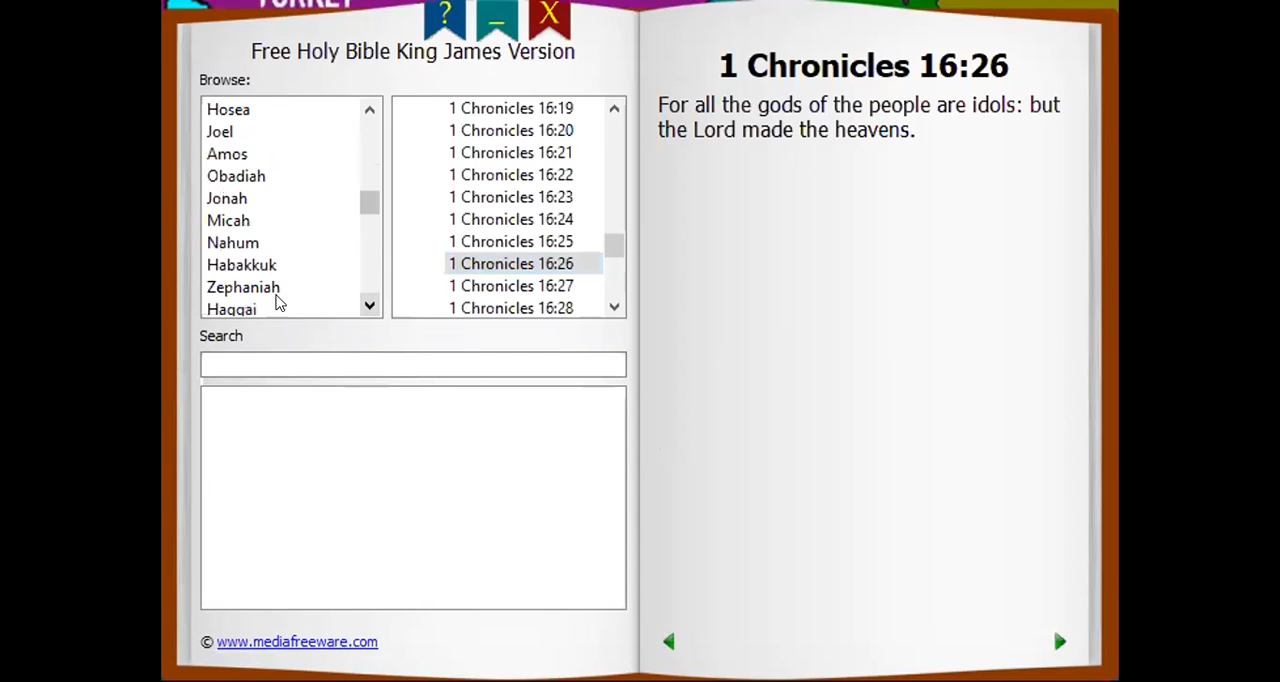 ?
_
X
Free Holy Bible King James Version
Browse:
Hosea
Joel
Amos
Obadiah
Jonah
Micah
Nahum
Habakkuk
Zephaniah
Haggai
1 Chronicles 16:19
1 Chronicles 16:20
1 Chronicles 16:21
1 Chronicles 16:22
1 Chronicles 16:23
1 Chronicles 16:24
1 Chronicles 16:25
1 Chronicles 16:26
1 Chronicles 16:27
1 Chronicles 16:28
Search
© www.mediafreeware.com
1 Chronicles 16:26
For all the gods of the people are idols: but
the Lord made the heavens.